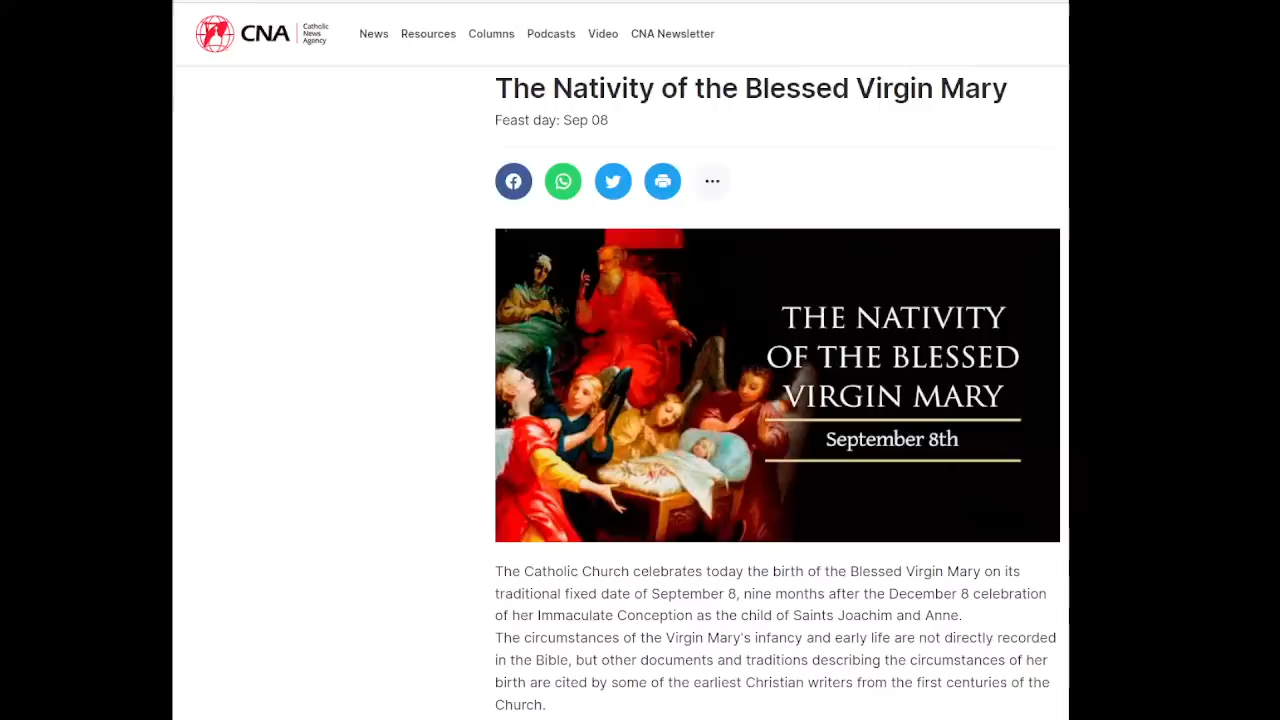 CNA
Catholic
News
Agency
News Resources Columns Podcasts Video CNA Newsletter
The Nativity of the Blessed Virgin Mary
Feast day: Sep 08
THE NATIVITY
OF THE BLESSED
VIRGIN MARY
September 8th
The Catholic Church celebrates today the birth of the Blessed Virgin Mary on its
traditional fixed date of September 8, nine months after the December 8 celebration
of her Immaculate Conception as the child of Saints Joachim and Anne.
The circumstances of the Virgin Mary's infancy and early life are not directly recorded
in the Bible, but other documents and traditions describing the circumstances of her
birth are cited by some of the earliest Christian writers from the first centuries of the
Church.